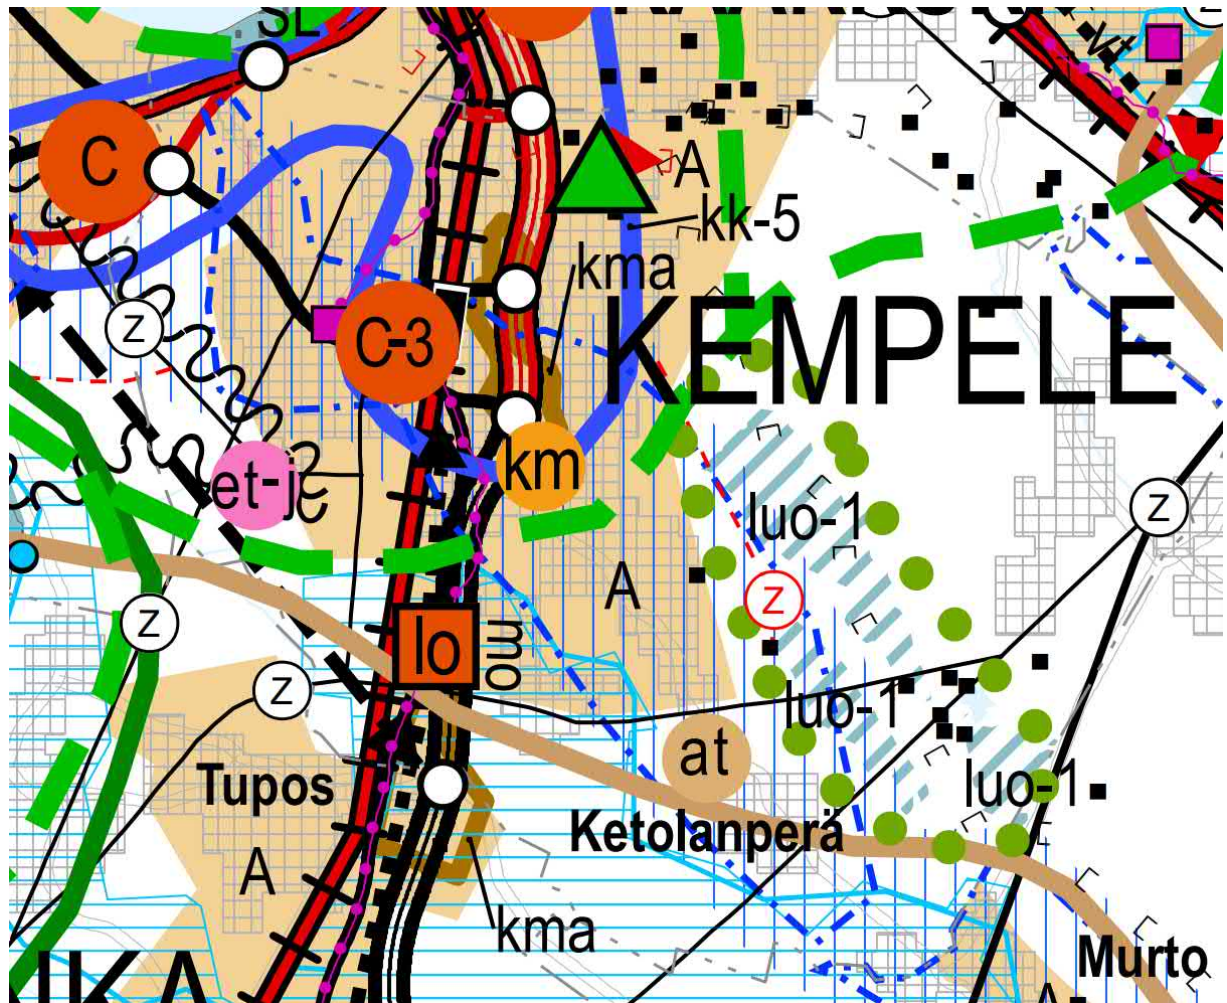 SL
z
vt
C
A
kk-5
kma
z
C-3
KEMPELE
et-j
km
luo-1
z
A
z
z
lo
mo
z
luo-1
at
Tupos
luo-1
Ketolanperä
A
kma
Murto
A